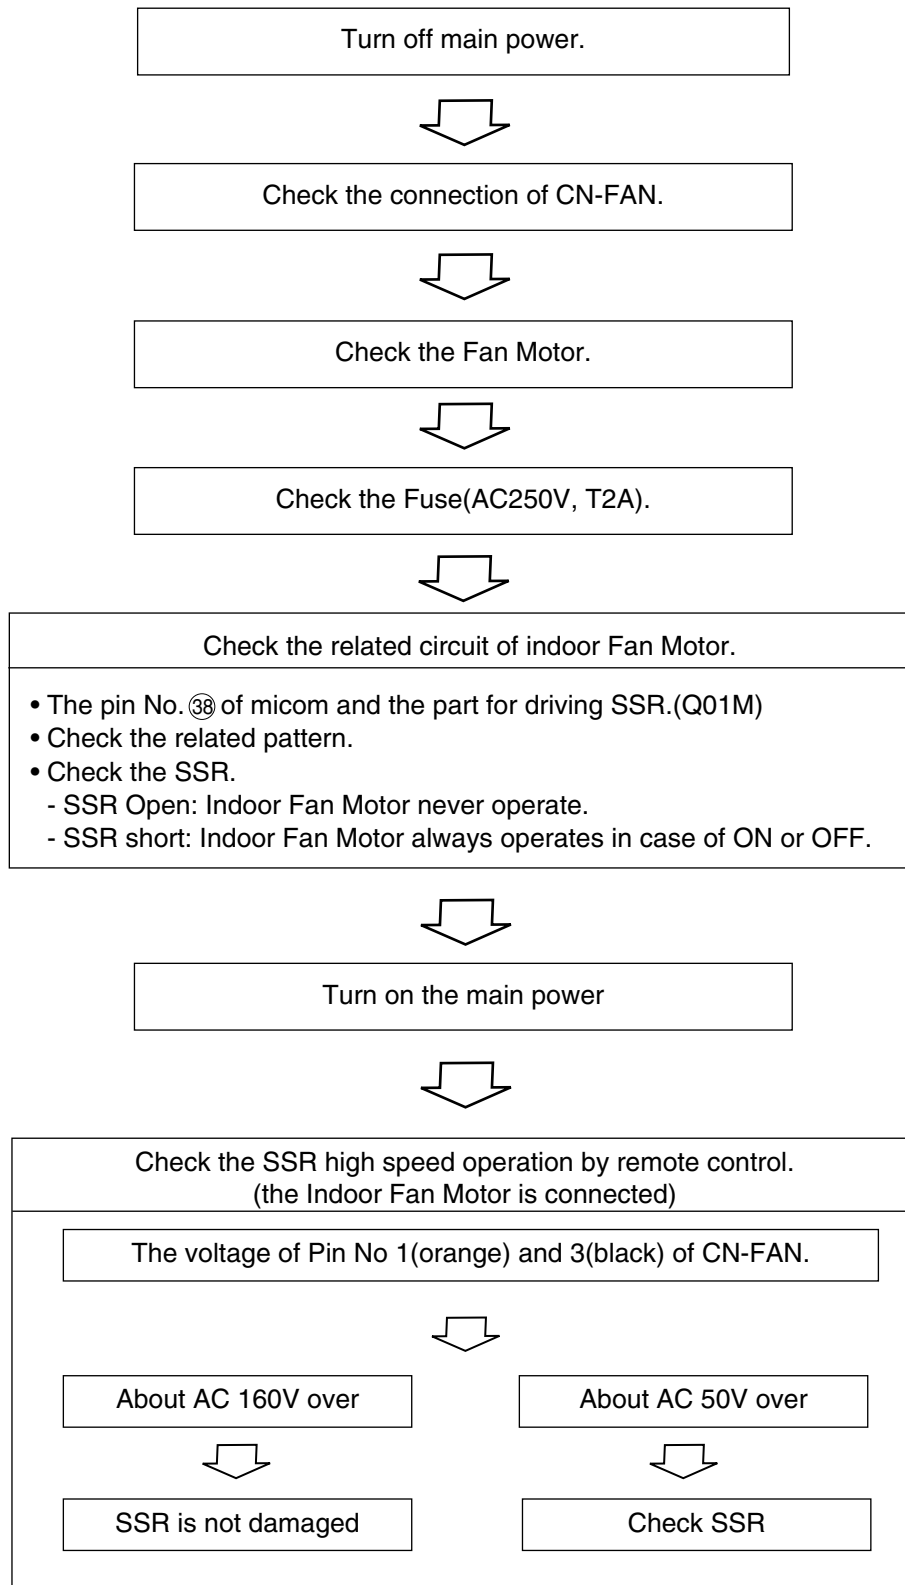 Turn off main power.
Check the connection of CN-FAN.
Check the Fan Motor.
Check the Fuse(AC250V, T2A).
Check the related circuit of indoor Fan Motor.
• The pin No. ㊳ of micom and the part for driving SSR.(Q01M)
• Check the related pattern.
• Check the SSR.
- SSR Open: Indoor Fan Motor never operate.
- SSR short: Indoor Fan Motor always operates in case of ON or OFF.
Turn on the main power
Check the SSR high speed operation by remote control.
(the Indoor Fan Motor is connected)
The voltage of Pin No 1(orange) and 3(black) of CN-FAN.
About AC 160V over
About AC 50V over
SSR is not damaged
Check SSR